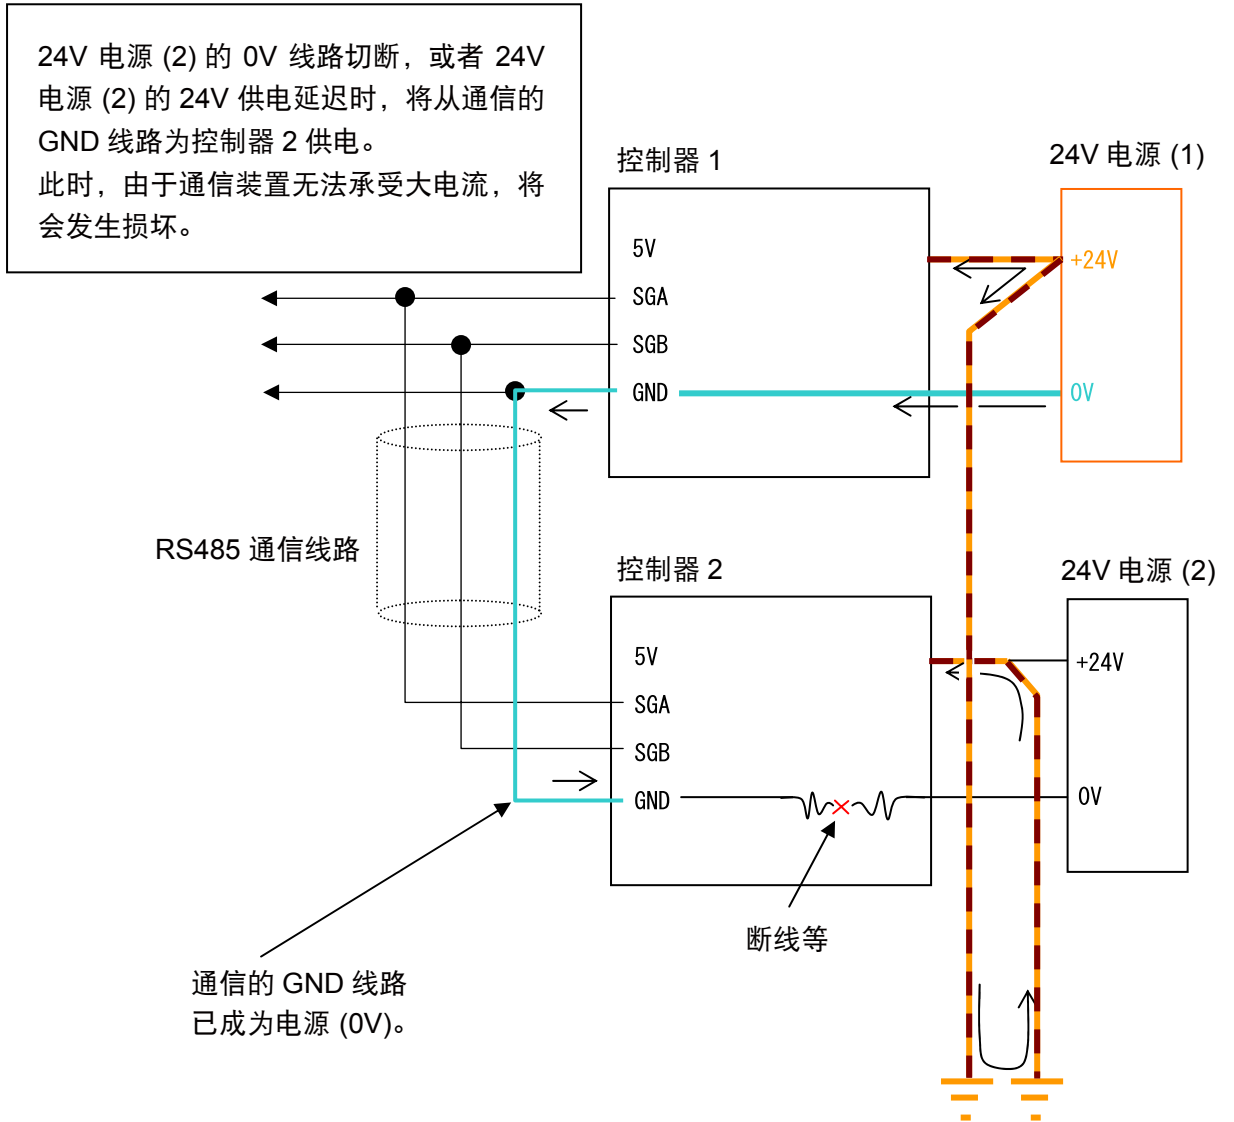 24V 电源 (2) 的 0V 线路切断，或者 24V
电源 (2) 的 24V 供电延迟时，将从通信的
GND 线路为控制器 2 供电。
此时，由于通信装置无法承受大电流，将
会发生损坏。
控制器 1
24V 电源 (1)
5V
SGA
SGB
GND
+24V
0V
RS485 通信线路
控制器 2
24V 电源 (2)
5V
SGA
SGB
GND
+24V
0V
断线等
通信的 GND 线路
已成为电源 (0V)。